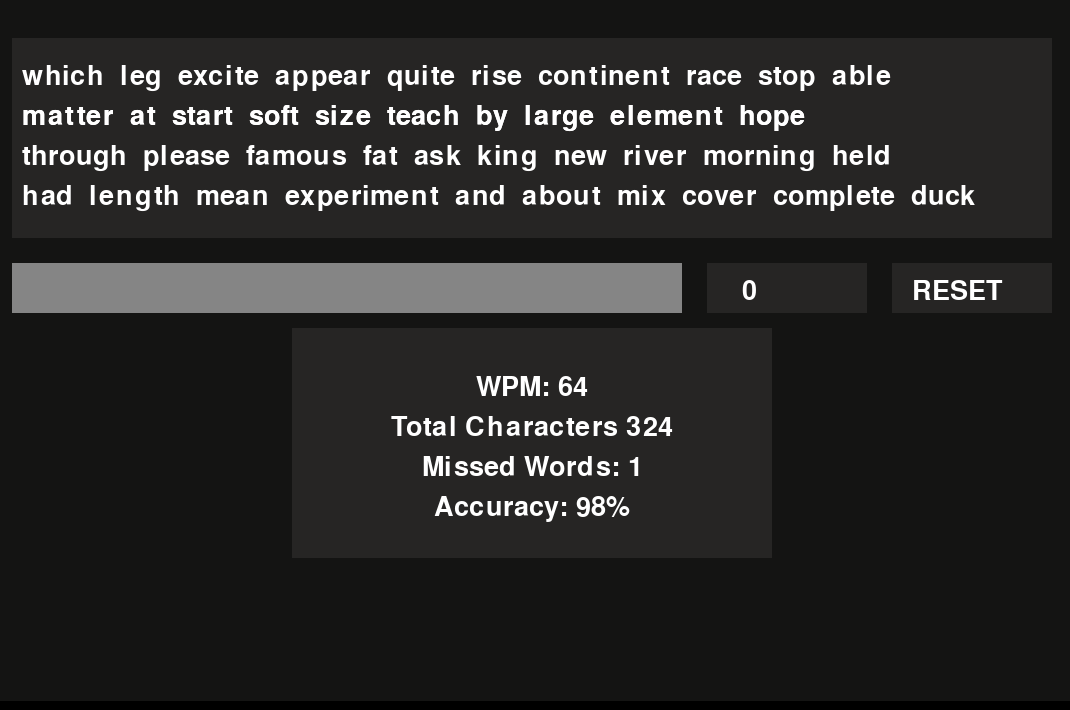 which leg excite appear quite rise continent race stop able
matter at start soft size teach by large element hope
through please famous fat ask king new river morning held
had length mean experiment and about mix cover complete duck
0
RESET
WPM: 64
Total Characters 324
Missed Words: 1
Accuracy: 98%